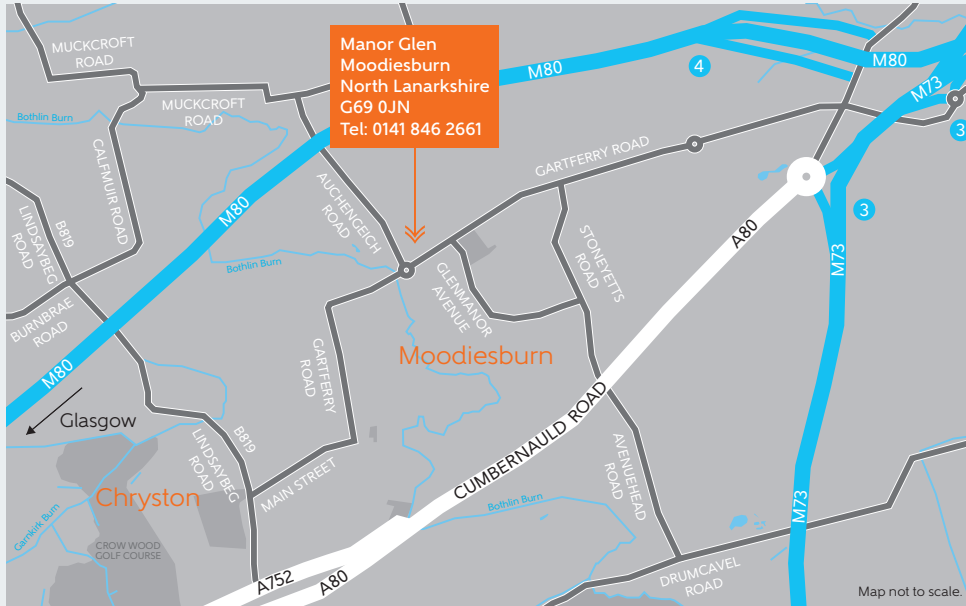 Manor Glen
Moodiesburn
North Lanarkshire
G69 0JN
Tel: 0141 846 2661
MUCKCROFT
ROAD
M80
4
M80
M73
3
MUCKCROFT
ROAD
Bothlin Burn
CALFMUIR ROAD
GARTFERRY ROAD
AUCHENGEICH
ROAD
M80
A80
3
M73
LINDSAYBEG
ROAD
B819
Bothlin Burn
STONEYETTS
ROAD
GLENMANOR
AVENUE
BURNBRAE
ROAD
GARTFERRY
ROAD
Moodiesburn
M80
Glasgow
CUMBERNAULD ROAD
B819
LINDSAYBEG
ROAD
AVENUEHEAD
ROAD
MAIN STREET
Chryston
Bothlin Burn
M73
Garnkirk Burn
CROW WOOD
GOLF COURSE
A752
A80
DRUMCAVEL
ROAD
Map not to scale.